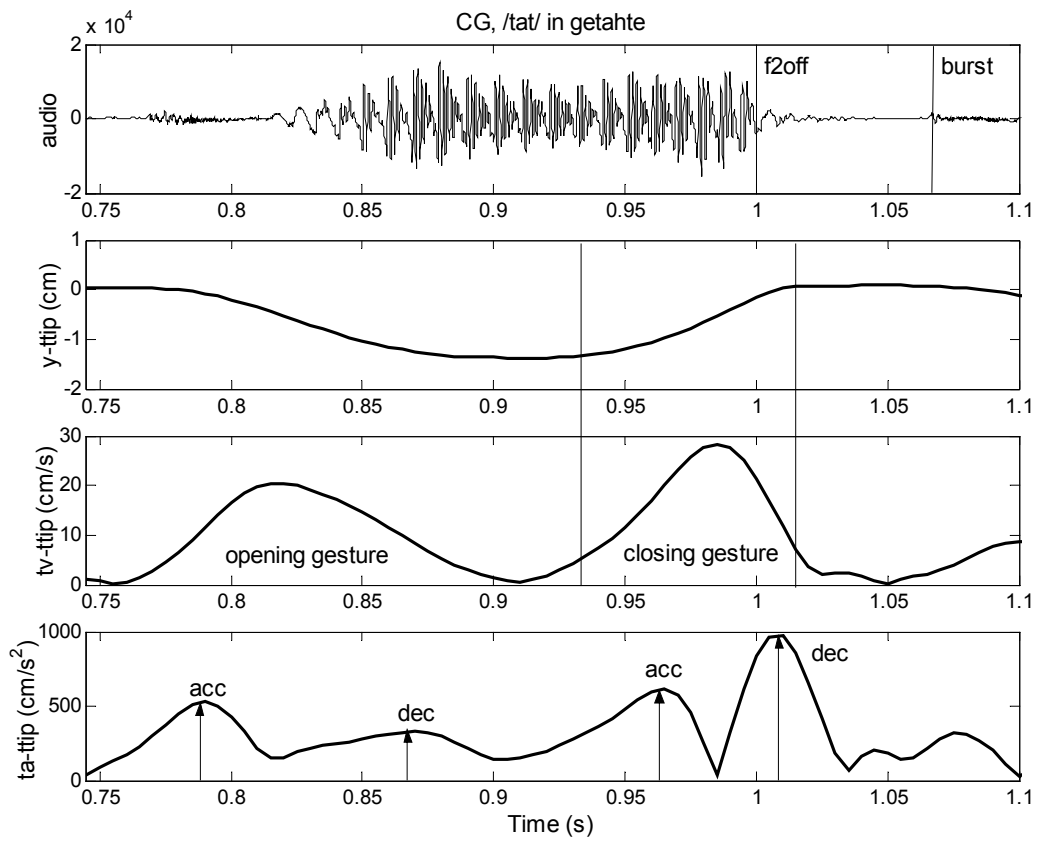 CG, /tat/ in getahte
x 10^4
2
0
-2
audio
f2off
burst
0.75 0.8 0.85 0.9 0.95 1 1.05 1.1
1
0
-1
-2
y-ttip (cm)
0.75 0.8 0.85 0.9 0.95 1 1.05 1.1
30
20
10
0
tv-ttip (cm/s)
opening gesture
closing gesture
0.75 0.8 0.85 0.9 0.95 1 1.05 1.1
1000
500
0
ta-ttip (cm/s²)
acc
dec
acc
dec
0.75 0.8 0.85 0.9 0.95 1 1.05 1.1
Time (s)